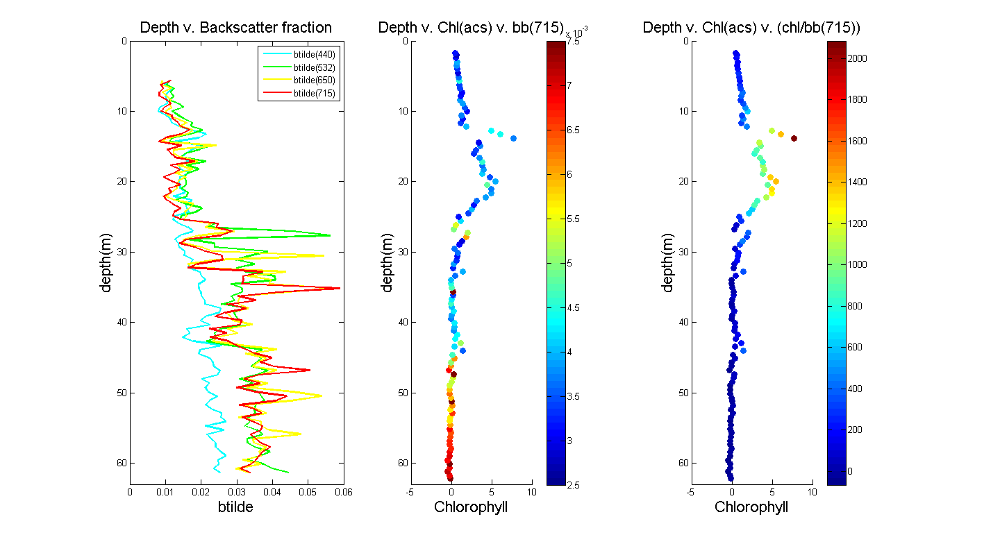 Depth v. Backscatter fraction
btilde(440)
btilde(532)
btilde(650)
btilde(715)
0
10
20
30
40
50
60
0 0.01 0.02 0.03 0.04 0.05 0.06
depth(m)
btilde
Depth v. Chl(acs) v. bb(715)
x 10-3
0
10
20
30
40
50
60
-5 0 5 10
depth(m)
Chlorophyll
7.5
7
6.5
6
5.5
5
4.5
4
3.5
3
2.5
Depth v. Chl(acs) v. (chl/bb(715))
0
10
20
30
40
50
60
-5 0 5 10
depth(m)
Chlorophyll
2000
1800
1600
1400
1200
1000
800
600
400
200
0